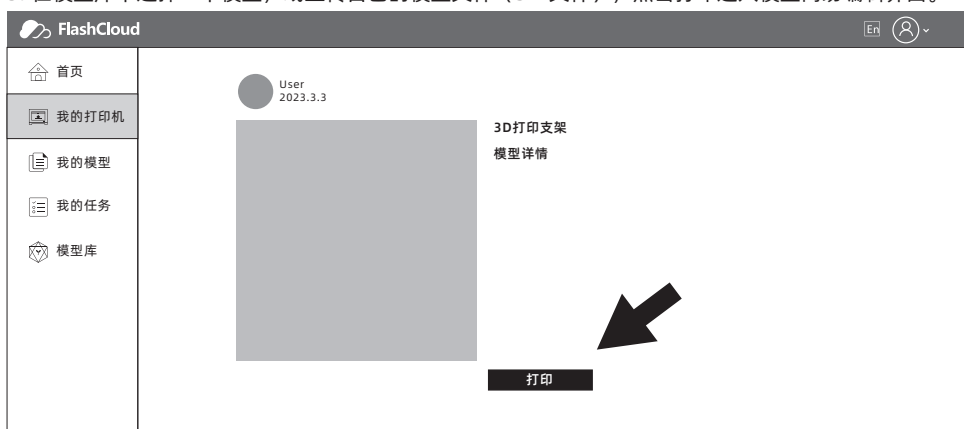 FlashCloud
En
首页
我的打印机
我的模型
我的任务
模型库
User
2023.3.3
3D打印支架
模型详情
打印